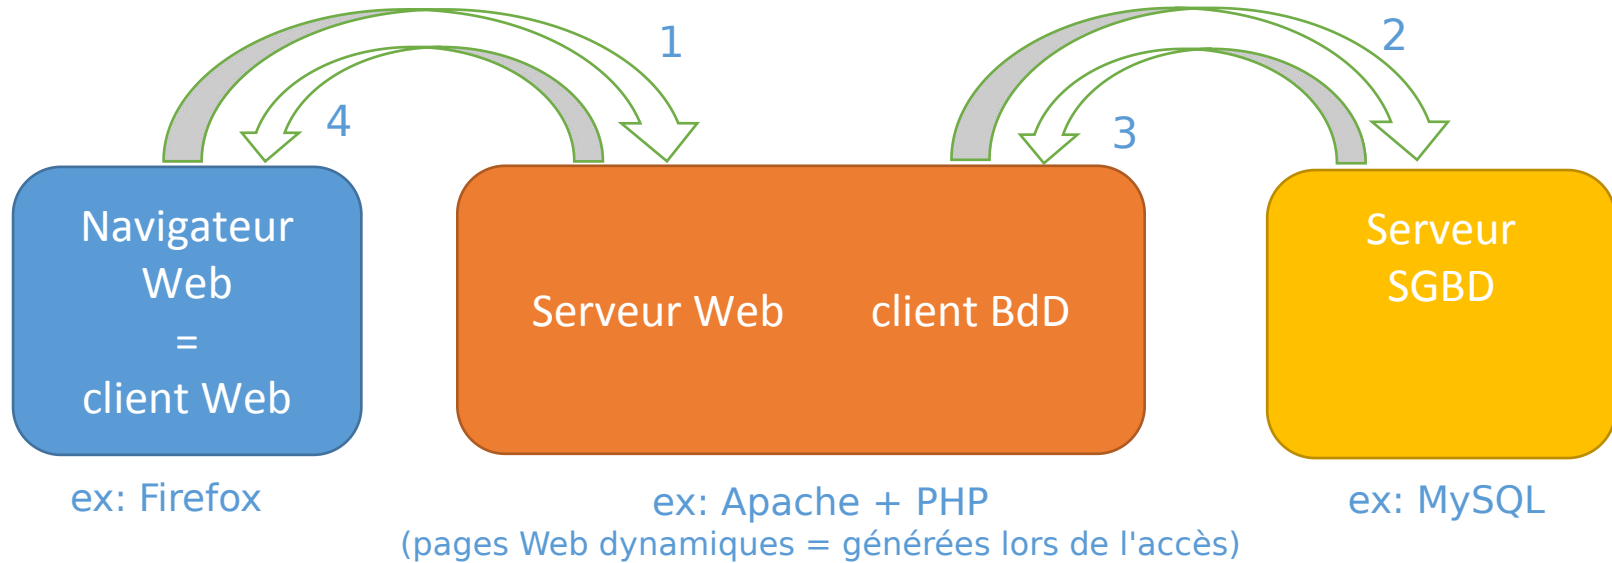 1
2
4
3
Navigateur
Web
=
client Web
Serveur Web
client BdD
Serveur
SGBD
ex: Firefox
ex: Apache + PHP
(pages Web dynamiques = générées lors de l'accès)
ex: MySQL